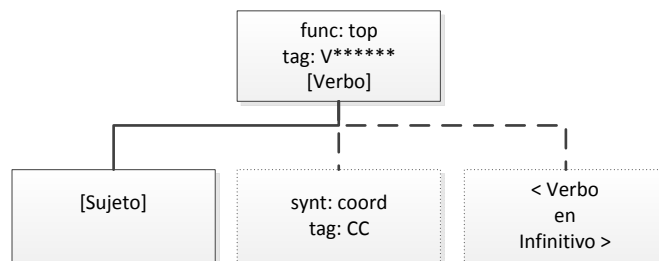 func: top
tag: V******
[Verbo]
[Sujeto]
synt: coord
tag: CC
< Verbo
en
Infinitivo >